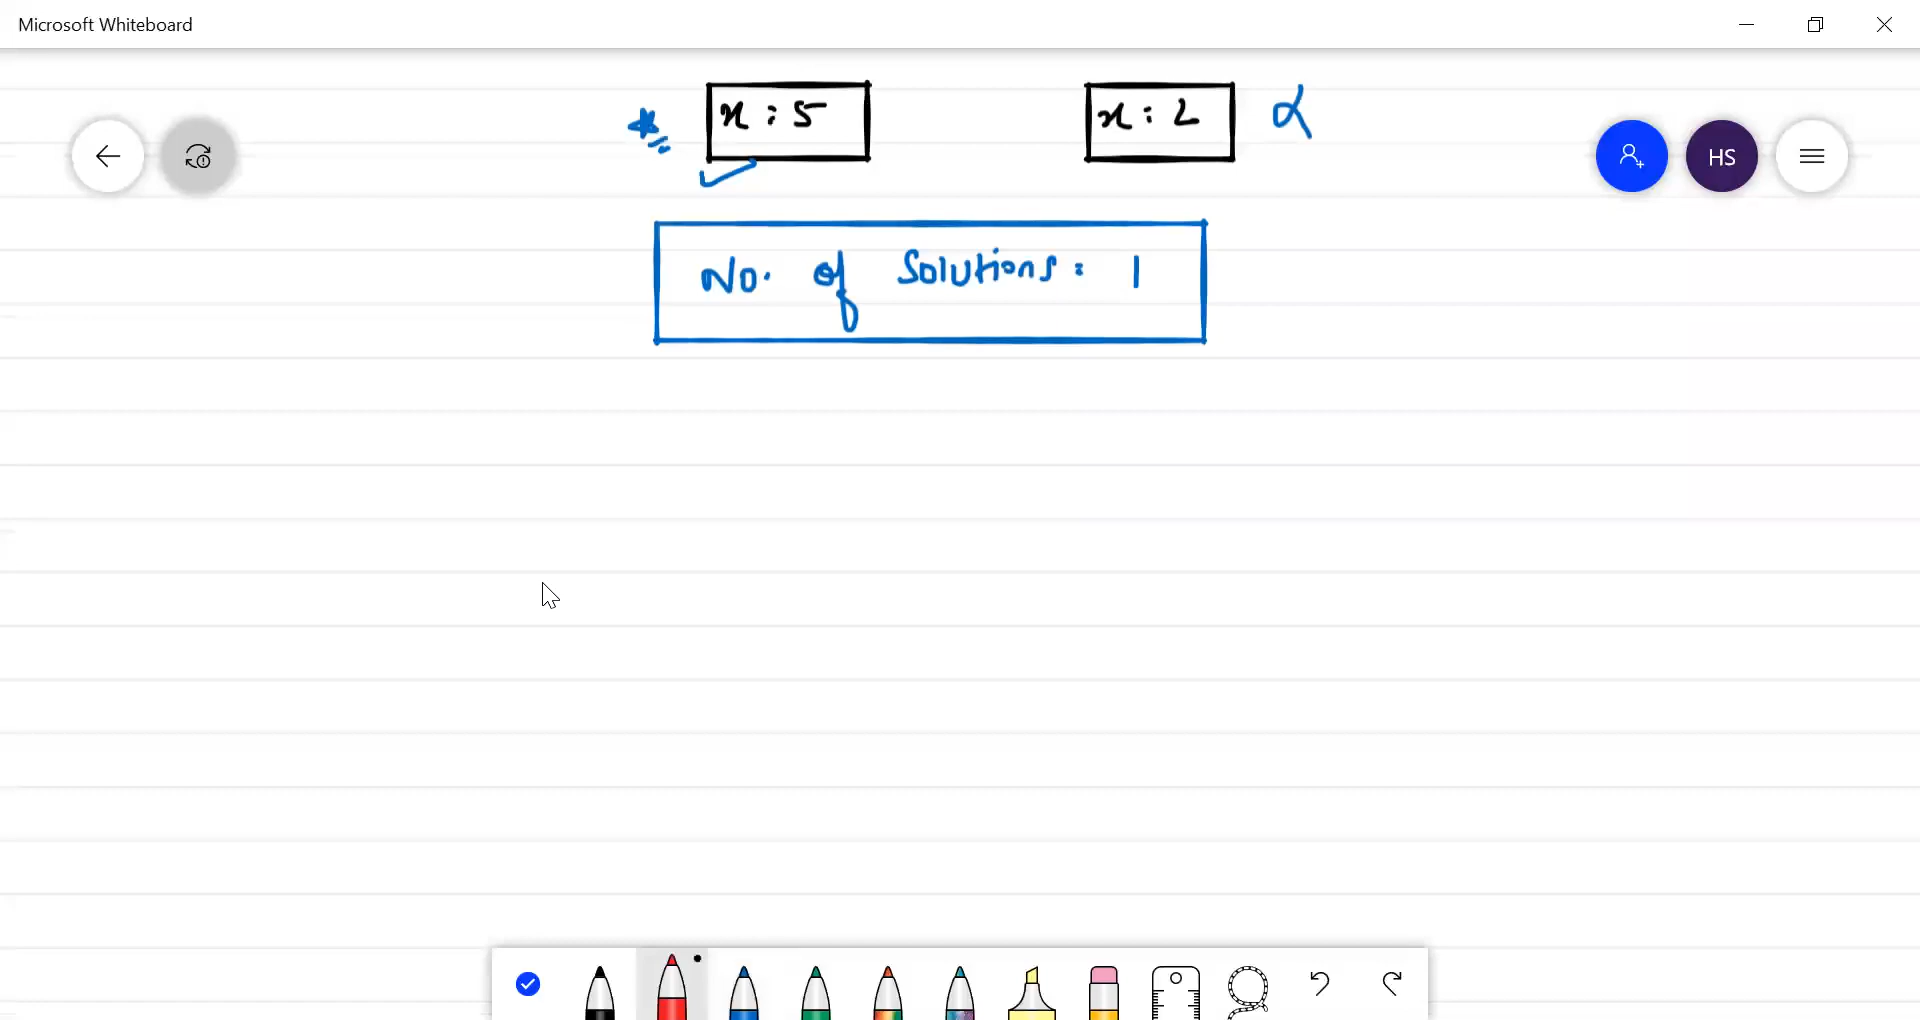 Microsoft Whiteboard
x : 5 x : 2 α
HS
No. of Solutions: 1